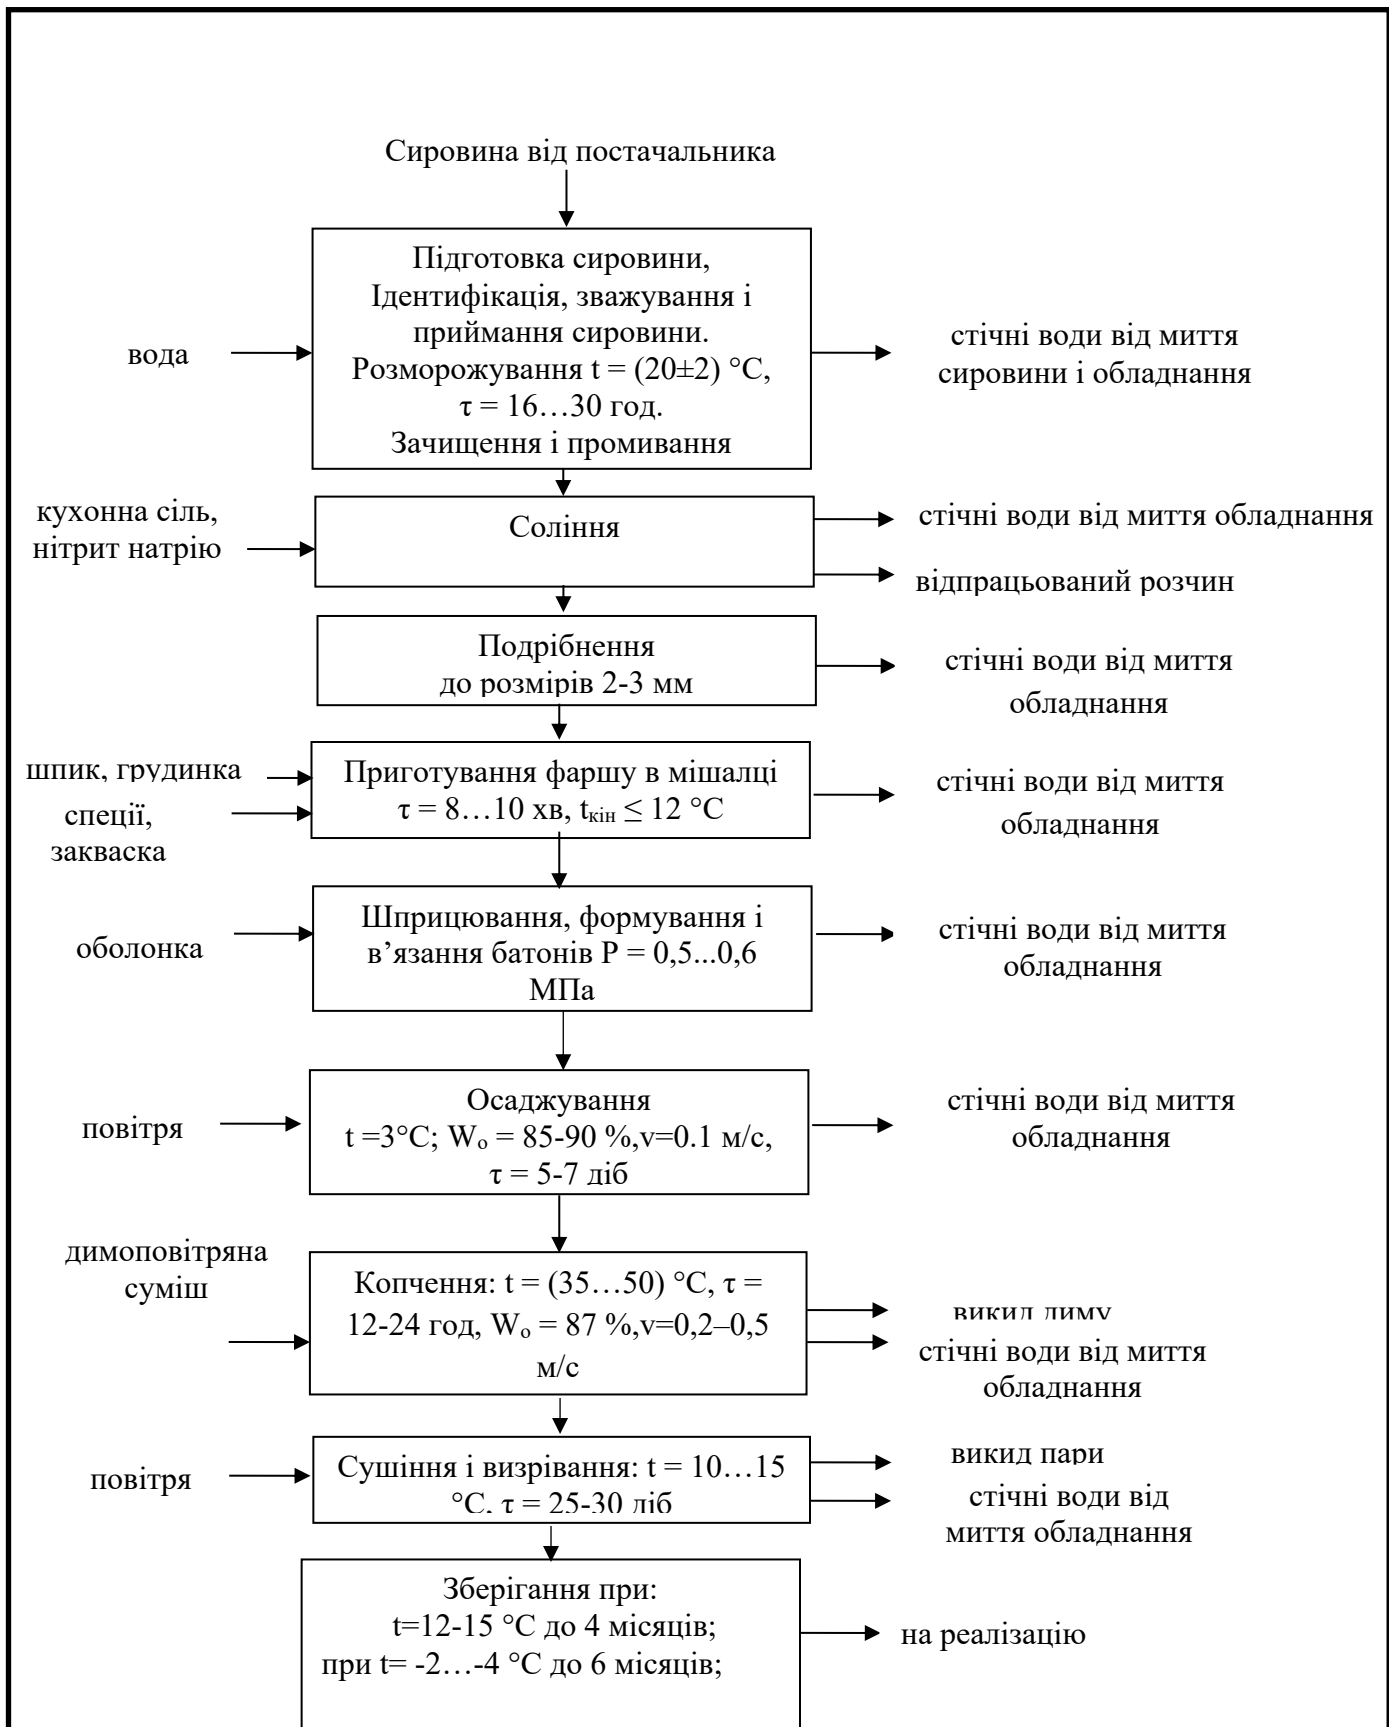 Сировина від постачальника
Підготовка сировини,
Ідентифікація, зважування і
приймання сировини.
Розморожування t = (20±2) °С,
τ = 16…30 год.
Зачищення і промивання
вода
стічні води від миття
сировини і обладнання
кухонна сіль,
нітрит натрію
Соління
стічні води від миття обладнання
відпрацьований розчин
Подрібнення
до розмірів 2-3 мм
стічні води від миття
обладнання
шпик, грудинка
спеції,
закваска
Приготування фаршу в мішалці
τ = 8…10 хв, tкін ≤ 12 °С
стічні води від миття
обладнання
оболонка
Шприцювання, формування і
в’язання батонів Р = 0,5...0,6
МПа
стічні води від миття
обладнання
повітря
Осаджування
t =3°С; Wо = 85-90 %,v=0.1 м/с,
τ = 5-7 діб
стічні води від миття
обладнання
димоповітряна
суміш
Копчення: t = (35…50) °С, τ =
12-24 год, Wо = 87 %,v=0,2–0,5
м/с
викид диму
стічні води від миття
обладнання
повітря
Сушіння і визрівання: t = 10…15
°С, τ = 25-30 діб
викид пари
стічні води від
миття обладнання
Зберігання при:
t=12-15 °С до 4 місяців;
при t= -2…-4 °С до 6 місяців;
на реалізацію